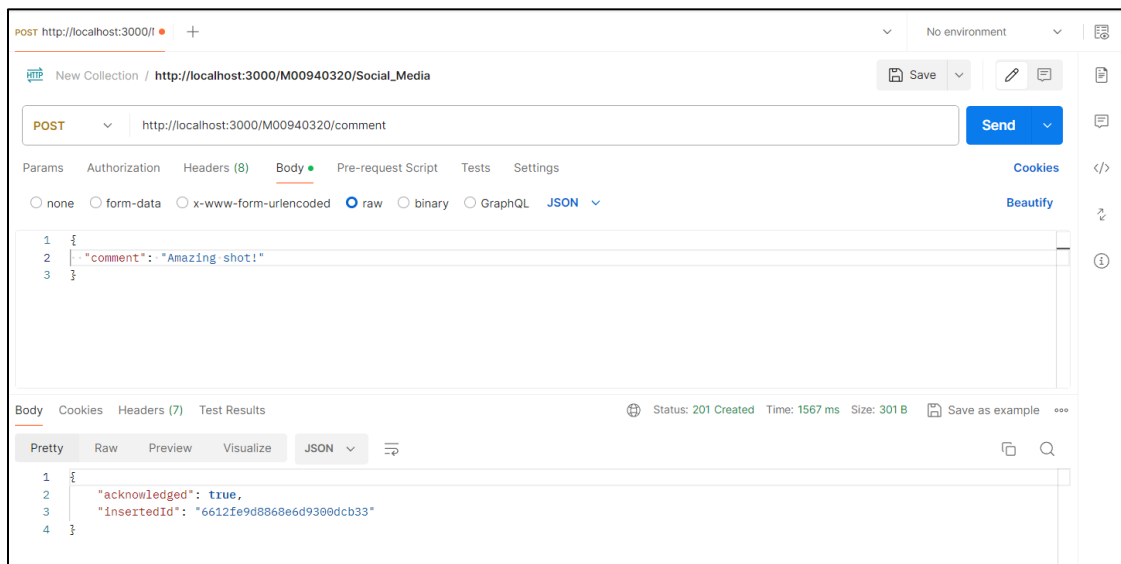 POST http://localhost:3000/I
No environment
HTTP New Collection / http://localhost:3000/M00940320/Social_Media
Save
POST http://localhost:3000/M00940320/comment Send
Params Authorization Headers (8) Body Pre-request Script Tests Settings Cookies
none form-data x-www-form-urlencoded raw binary GraphQL JSON Beautify
1 {
2 "comment": "Amazing shot!"
3 }
Body Cookies Headers (7) Test Results Status: 201 Created Time: 1567 ms Size: 301 B Save as example
Pretty Raw Preview Visualize JSON
1 {
2 "acknowledged": true,
3 "insertedId": "6612fe9d8868e6d9300dcb33"
4 }